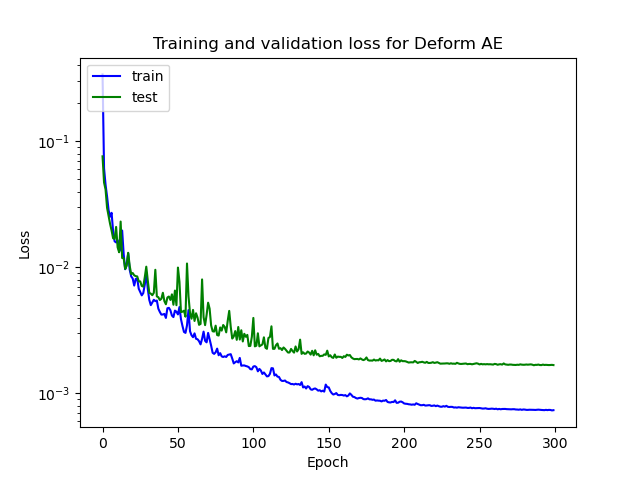 Training and validation loss for Deform AE
train
test
10⁻¹
10⁻²
10⁻³
Loss
0 50 100 150 200 250 300
Epoch